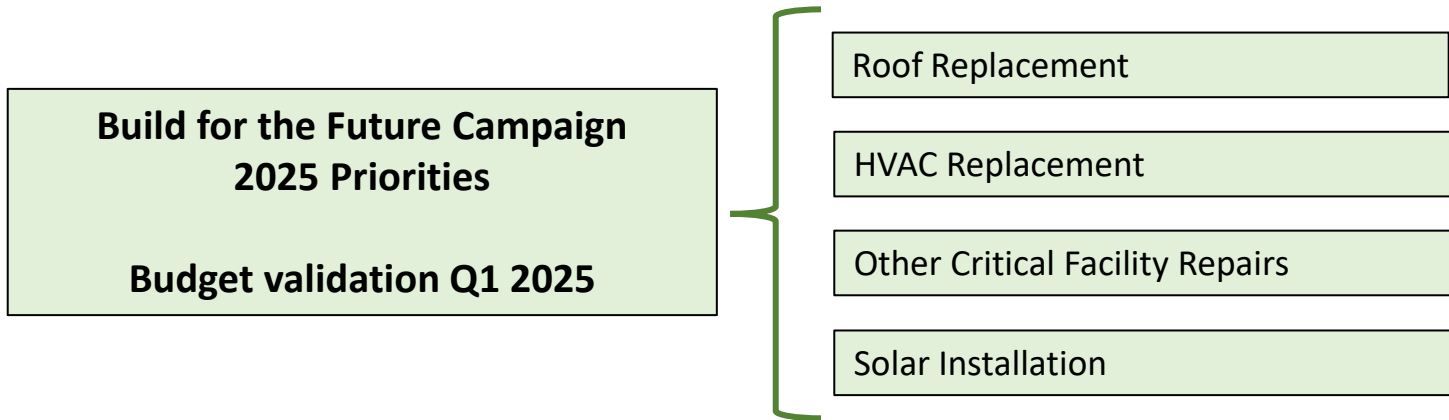 Build for the Future Campaign
2025 Priorities
Budget validation Q1 2025
Roof Replacement
HVAC Replacement
Other Critical Facility Repairs
Solar Installation